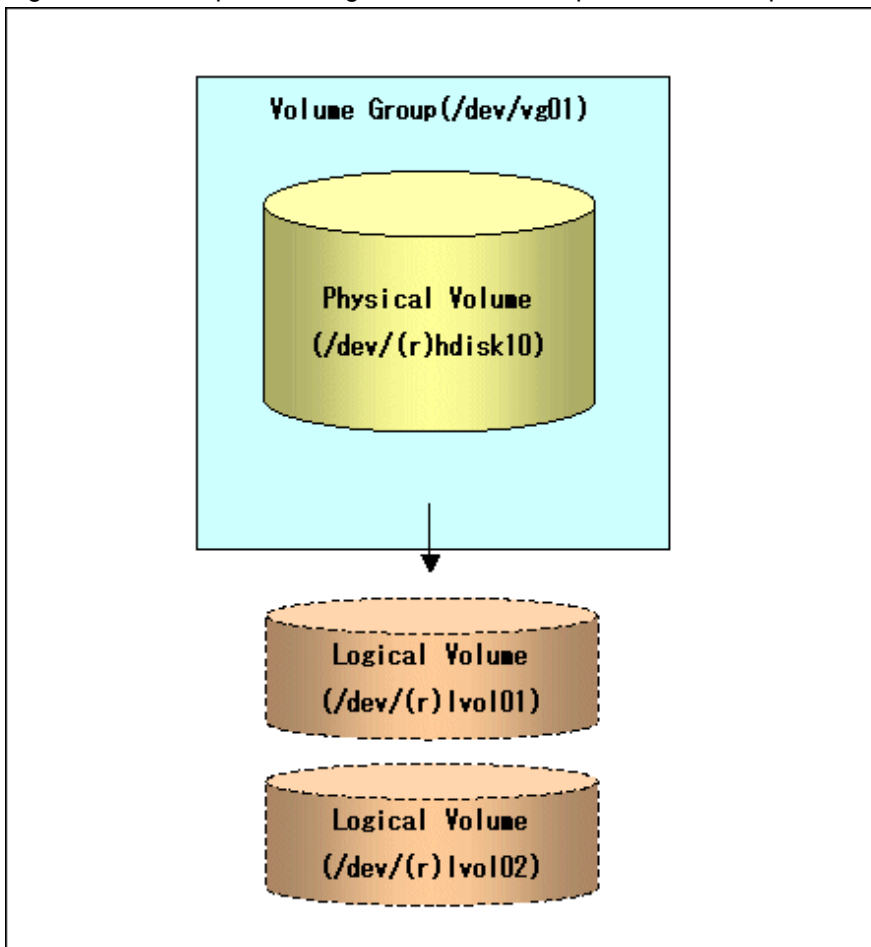 Volume Group(/dev/vg01)
Physical Volume
(/dev/(r)hdisk10)
Logical Volume
(/dev/(r)lvol01)
Logical Volume
(/dev/(r)lvol02)